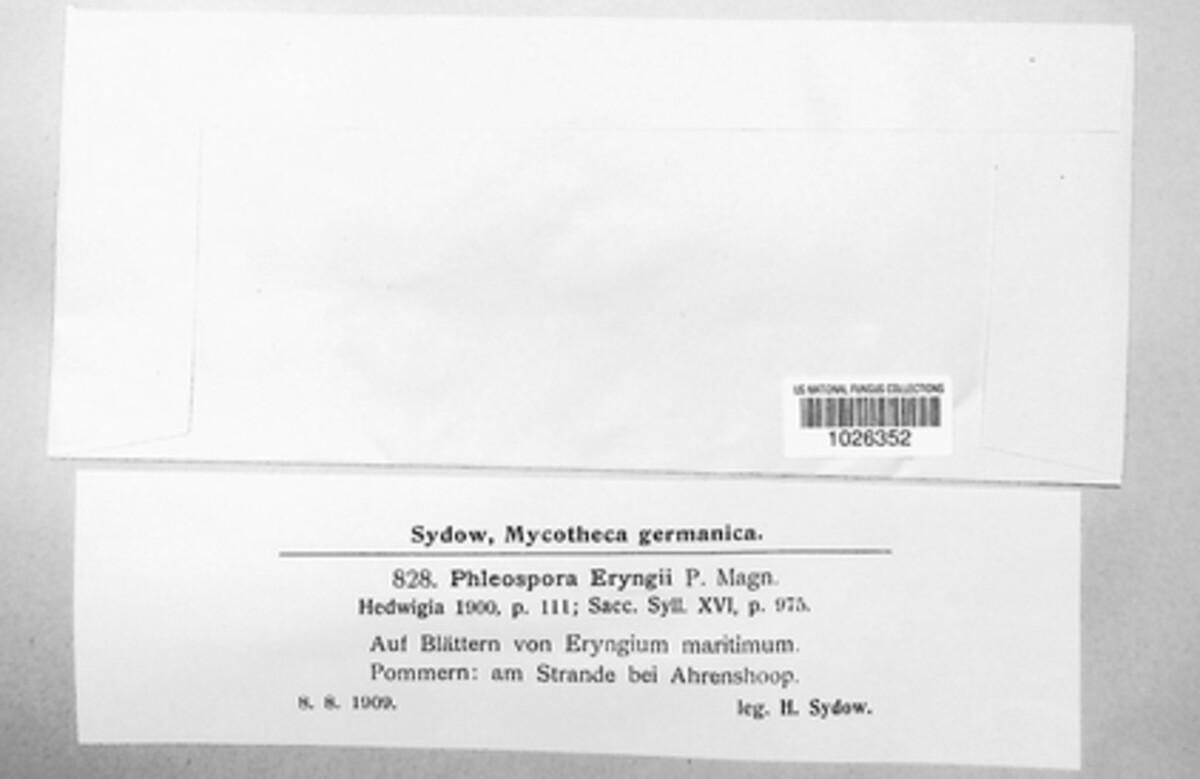 US NATIONAL FUNGUS COLLECTIONS
1026352
Sydow, Mycotheca germanica.
828. Phleospora Eryngii P. Magn.
Hedwigia 1900, p. 111; Sacc. Syll. XVI, p. 975.
Auf Blättern von Eryngium maritimum.
Pommern: am Strande bei Ahrenshoop.
8. 8. 1909.
leg. H. Sydow.